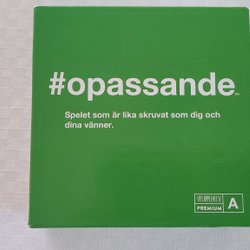 #opassande
Spelet som är lika skruvat som dig och
dina vänner.
PREMIUM
A